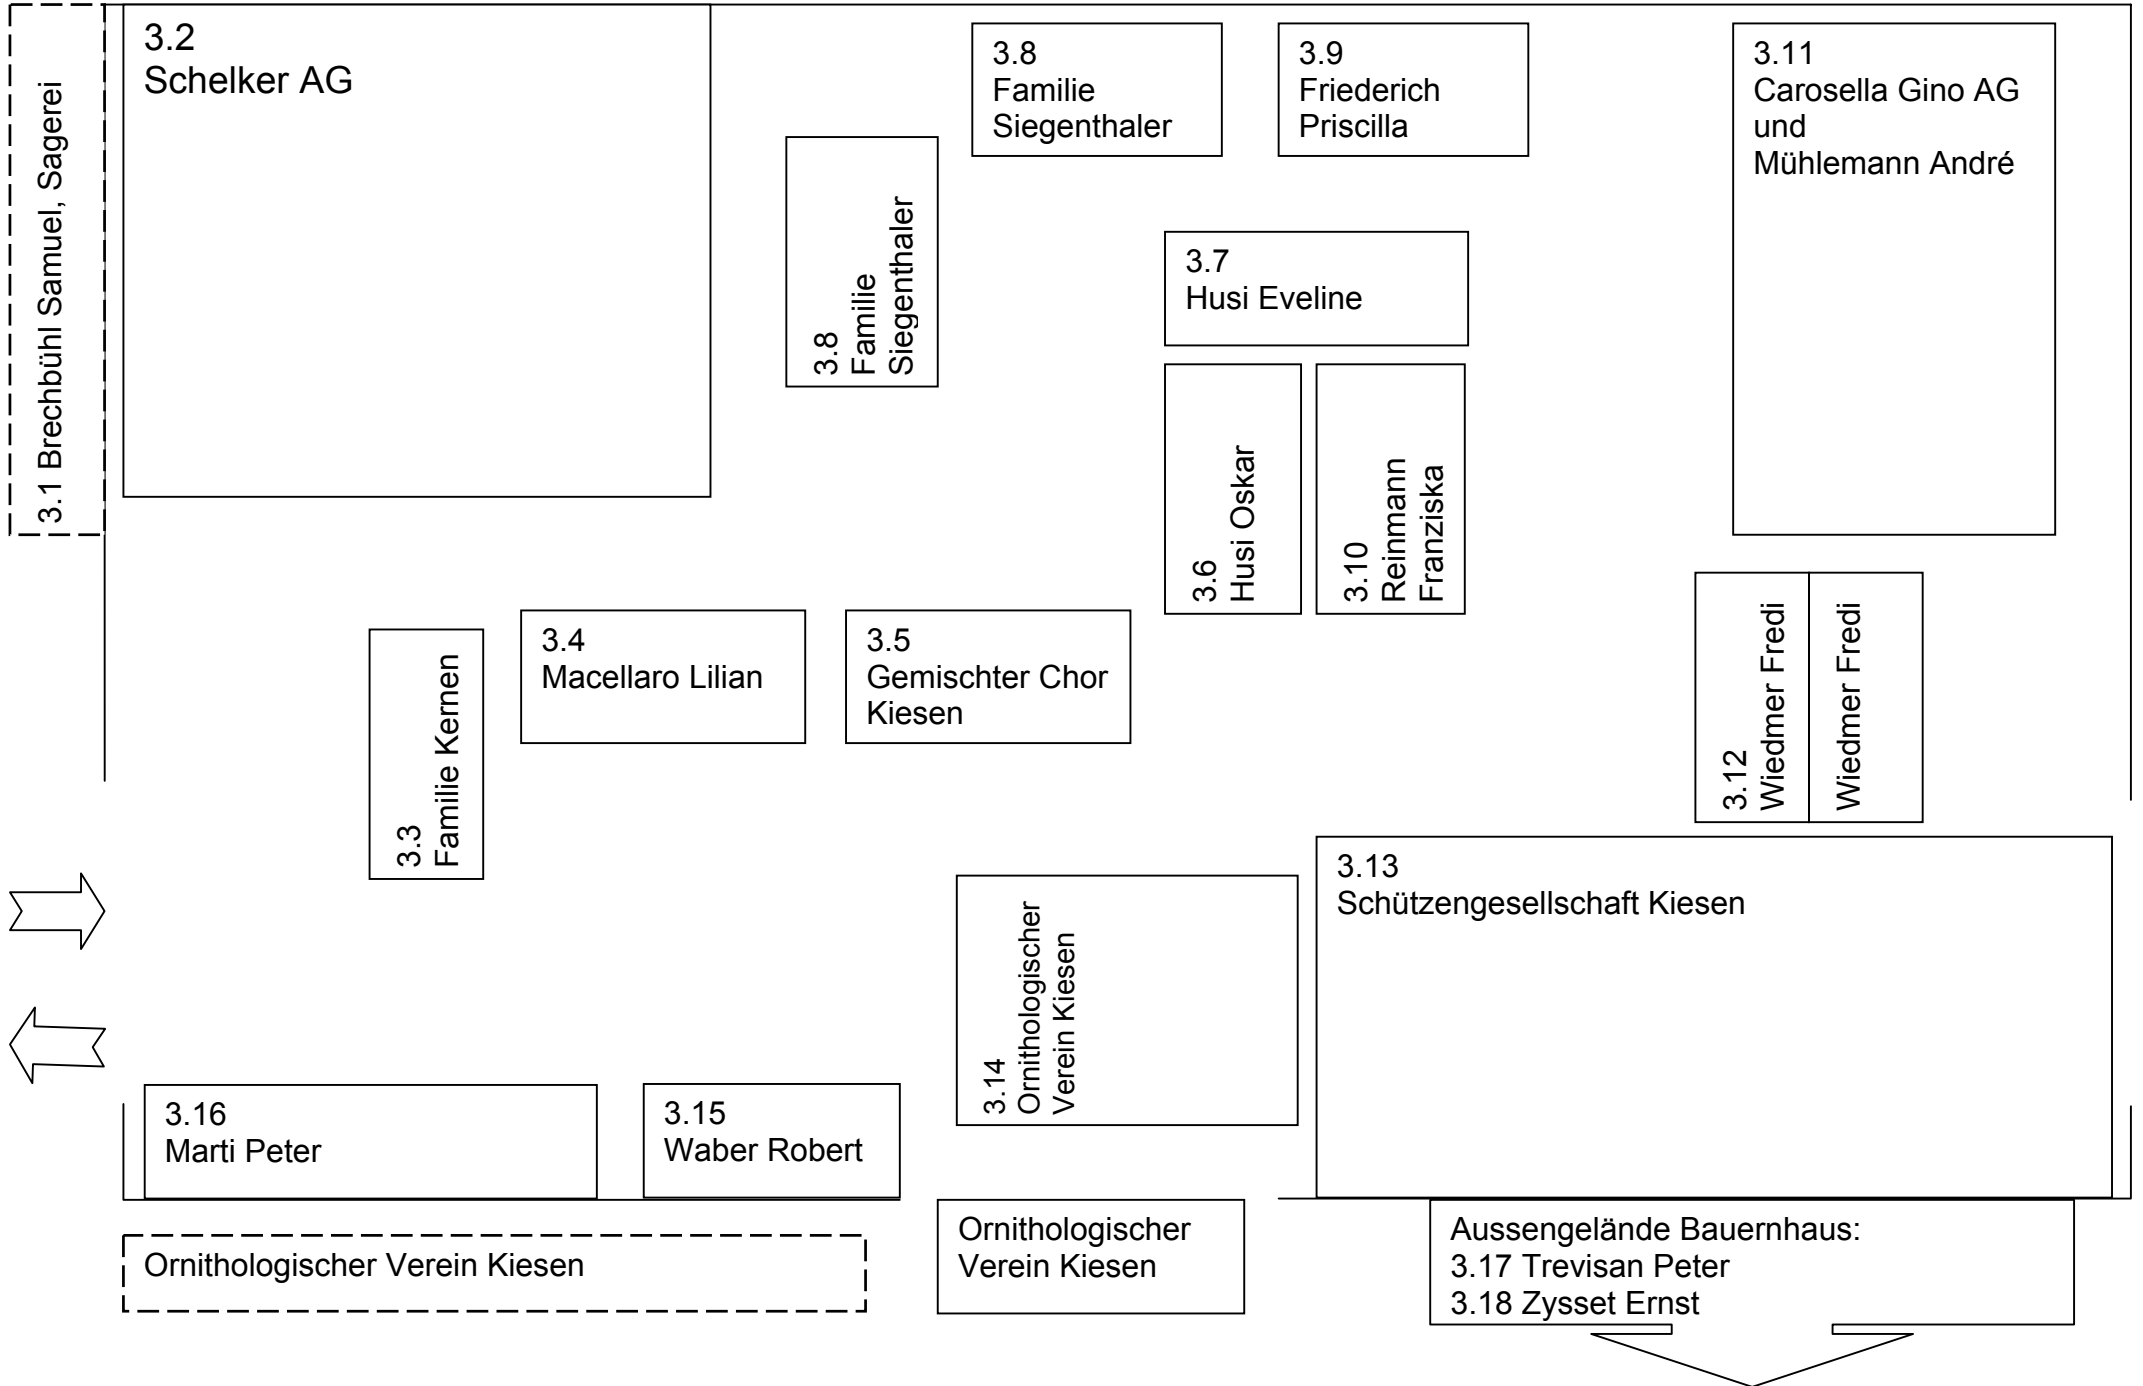 3.1 Brechbühl Samuel, Sagerei
3.2
Schelker AG
3.8
Familie
Siegenthaler
3.8
Familie
Siegenthaler
3.9
Friederich
Priscilla
3.11
Carosella Gino AG
und
Mühlemann André
3.7
Husi Eveline
3.6
Husi Oskar
3.10
Reinmann
Franziska
3.3
Familie Kernen
3.4
Macellaro Lilian
3.5
Gemischter Chor
Kiesen
3.12
Wiedmer Fredi
Wiedmer Fredi
3.13
Schützengesellschaft Kiesen
3.14
Ornithologischer
Verein Kiesen
3.16
Marti Peter
3.15
Waber Robert
Ornithologischer Verein Kiesen
Ornithologischer
Verein Kiesen
Aussengelände Bauernhaus:
3.17 Trevisan Peter
3.18 Zysset Ernst